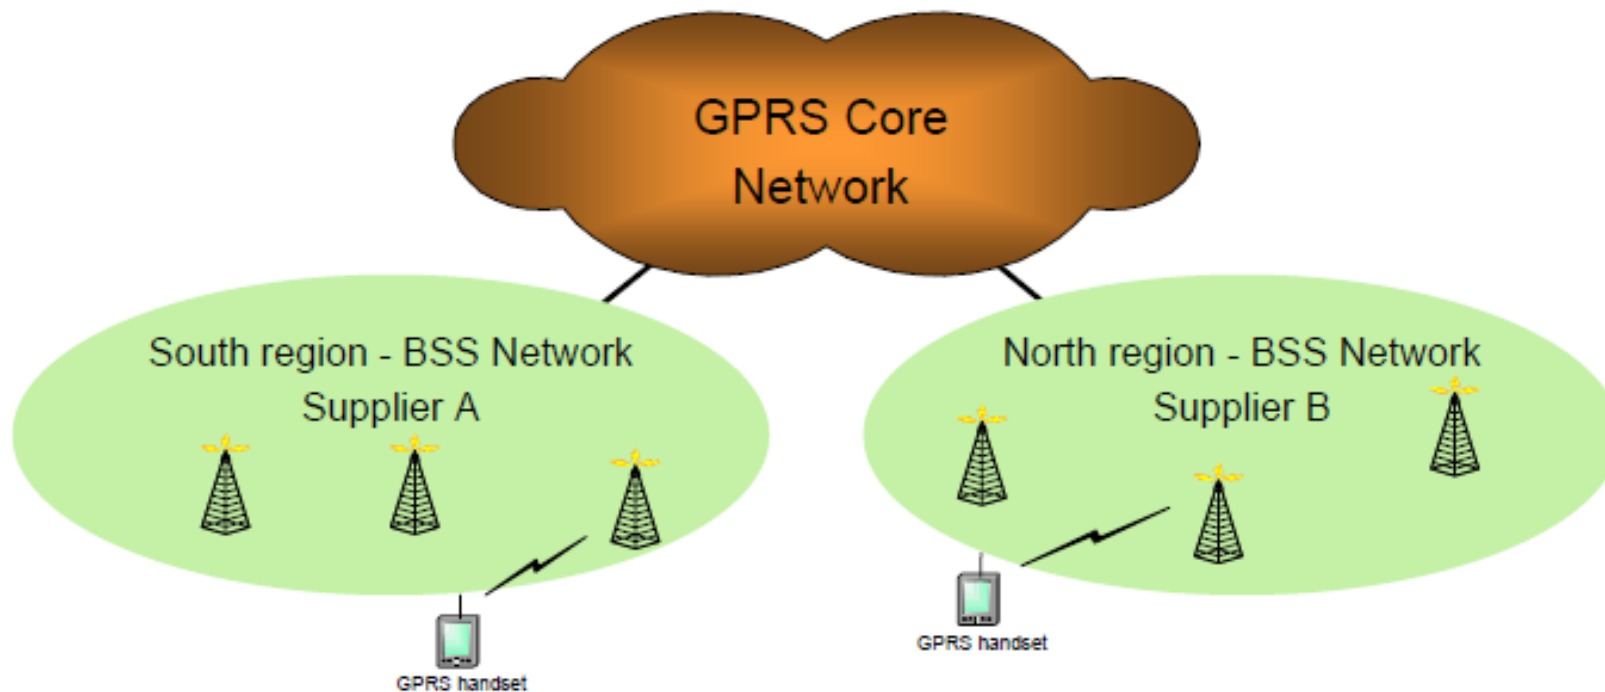 GPRS Core
Network
South region - BSS Network
Supplier A
North region - BSS Network
Supplier B
GPRS handset
GPRS handset